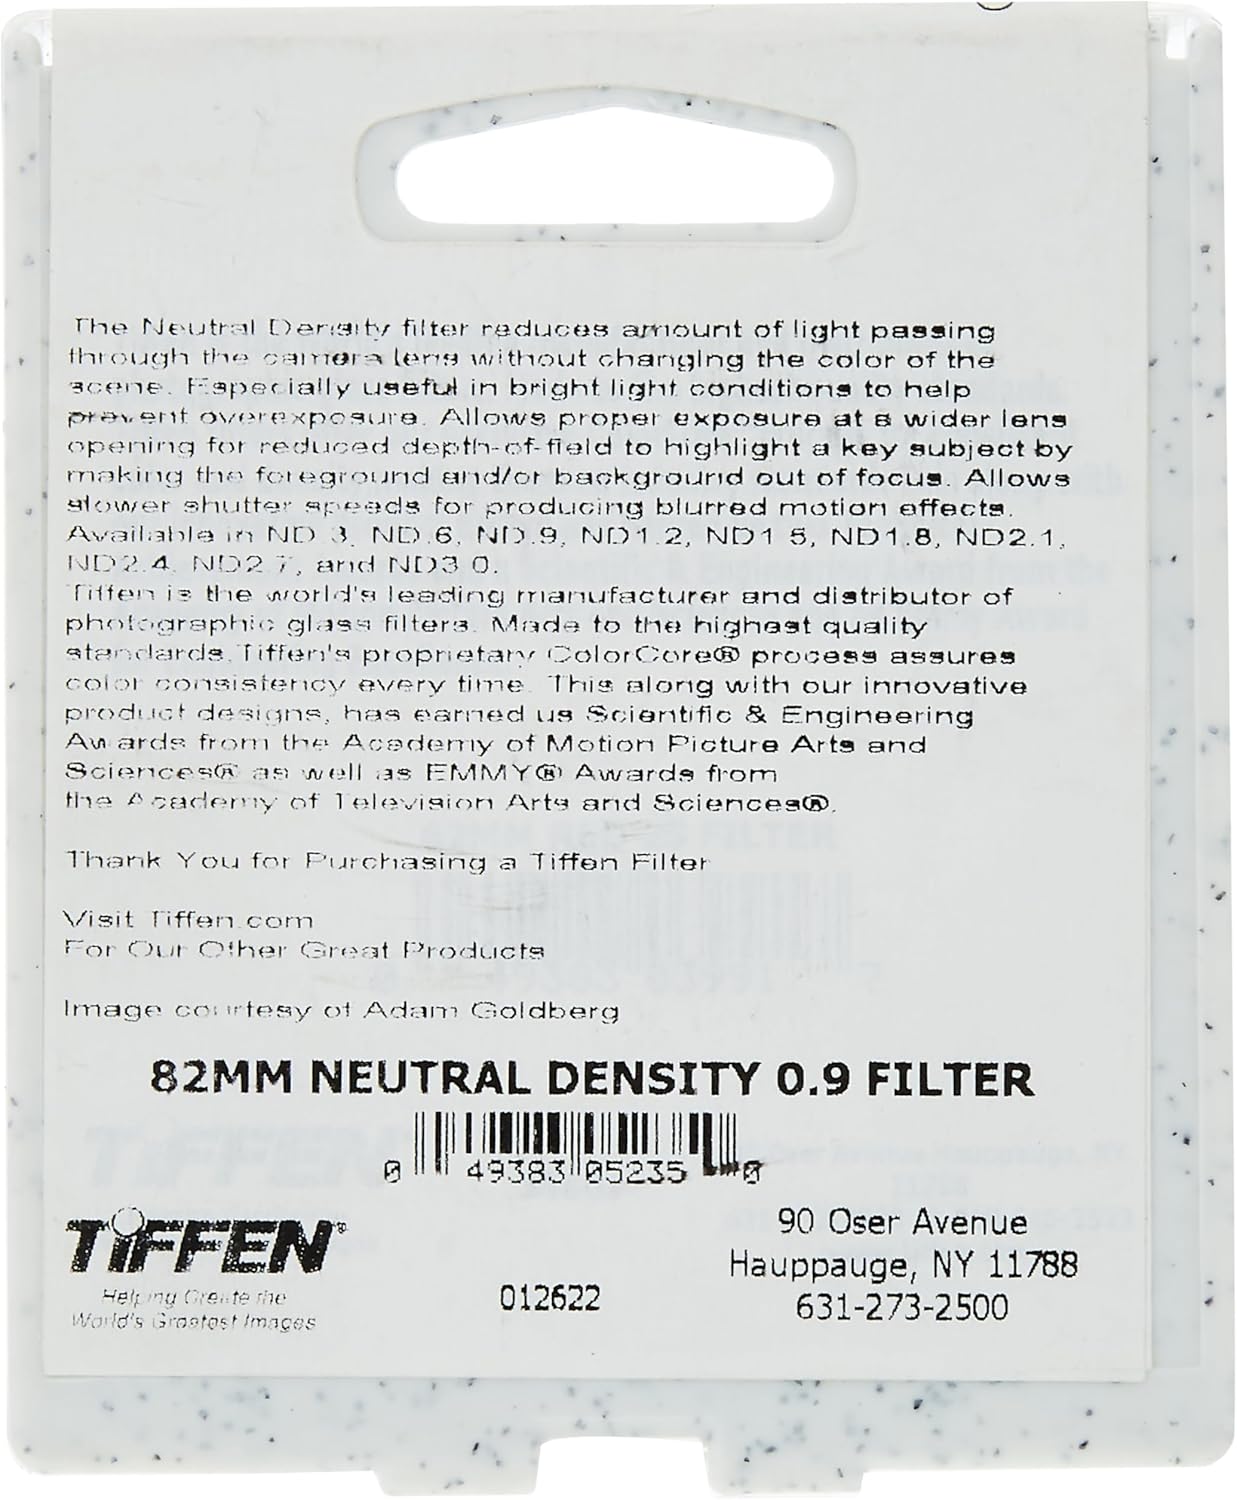 The Neutral Density filter reduces amount of light passing
through the camera lens without changing the color of the
scene. Especially useful in bright light conditions to help
prevent overexposure. Allows proper exposure at a wider lens
opening for reduced depth-of-field to highlight a key subject by
making the foreground and/or background out of focus. Allows
slower shutter speeds for producing blurred motion effects.
Available in ND.3, ND.6, ND.9, ND1.2, ND1.5, ND1.8, ND2.1,
ND2.4, ND2.7, and ND3.0.
Tiffen is the world's leading manufacturer and distributor of
photographic glass filters. Made to the highest quality
standards,Tiffen's proprietary ColorCore® process assures
color consistency every time. This along with our innovative
product designs, has earned us Scientific & Engineering
Awards from the Academy of Motion Picture Arts and
Sciences® as well as EMMY® Awards from
the Academy of Television Arts and Sciences®.
Thank You for Purchasing a Tiffen Filter
Visit Tiffen.com
For Our Other Great Products
Image courtesy of Adam Goldberg
82MM NEUTRAL DENSITY 0.9 FILTER
0 49383 05235 0
TIFFEN®
Helping Create the
World's Greatest Images
012622
90 Oser Avenue
Hauppauge, NY 11788
631-273-2500